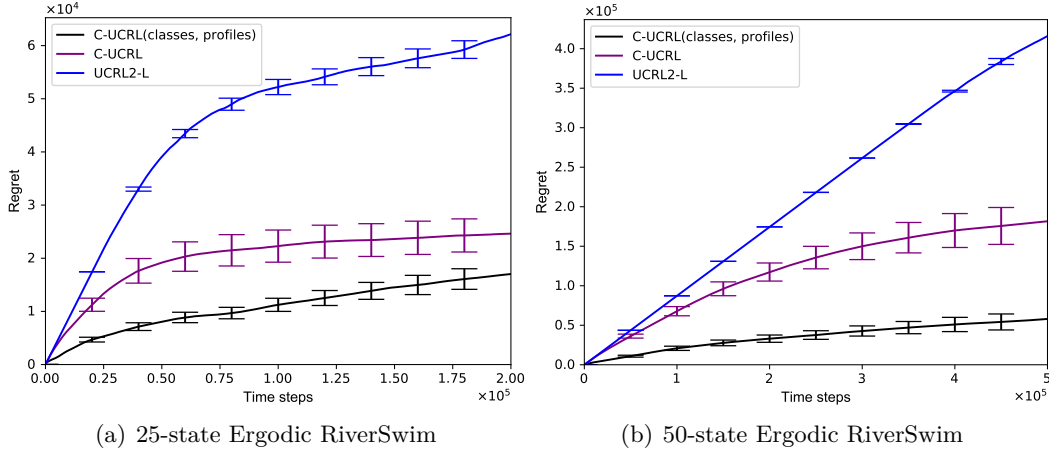 ×10⁴
C-UCRL(classes, profiles)
C-UCRL
UCRL2-L
Regret
6
5
4
3
2
1
0
0.00 0.25 0.50 0.75 1.00 1.25 1.50 1.75 2.00
Time steps
×10⁵
(a) 25-state Ergodic RiverSwim
×10⁵
C-UCRL(classes, profiles)
C-UCRL
UCRL2-L
Regret
4.0
3.5
3.0
2.5
2.0
1.5
1.0
0.5
0.0
0 1 2 3 4 5
Time steps
×10⁵
(b) 50-state Ergodic RiverSwim